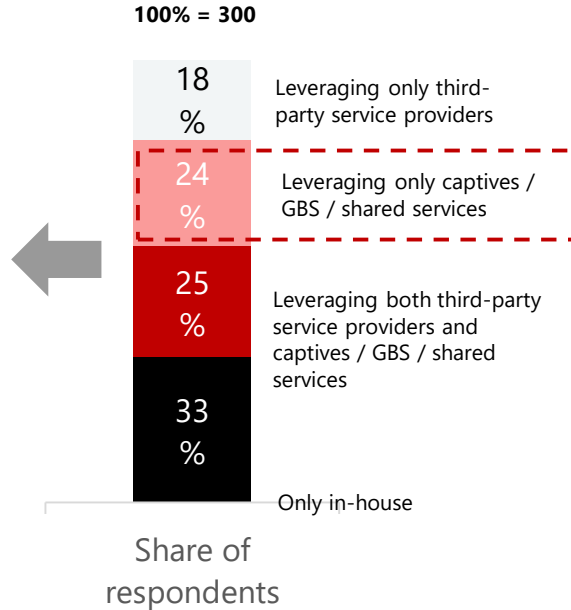 100% = 300
18
%
Leveraging only third-
party service providers
24
%
Leveraging only captives /
GBS / shared services
25
%
Leveraging both third-party
service providers and
captives / GBS / shared
services
33
%
Only in-house
Share of
respondents